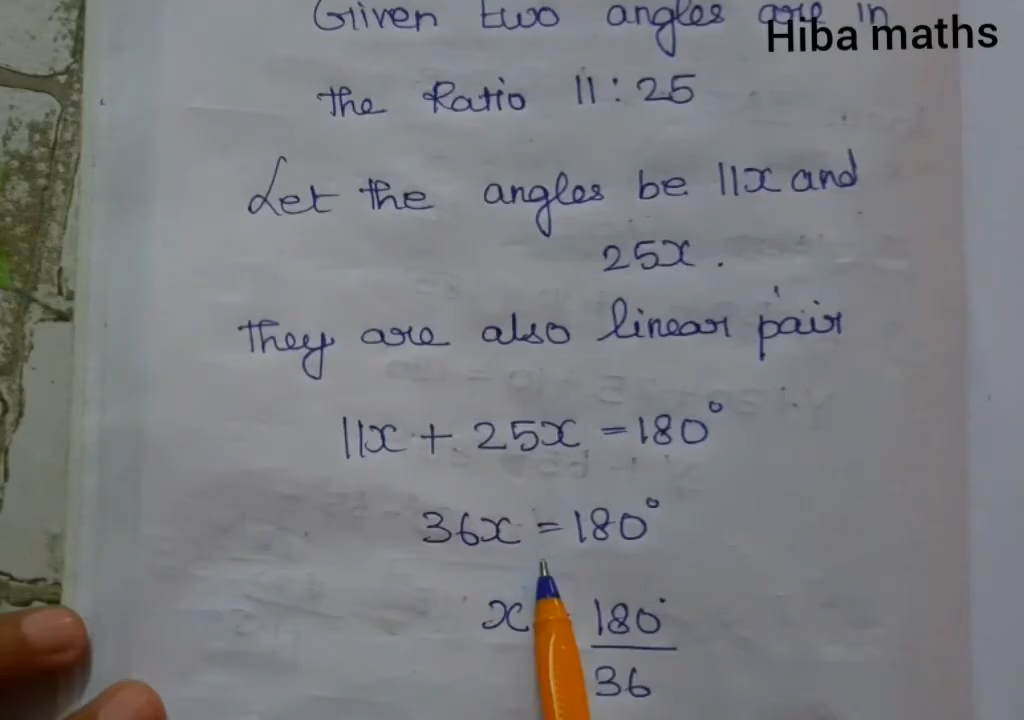 Given two angles are in
Hiba maths
the Ratio 11:25
Let the angles be 11x and
25x.
They are also linear pair
11x + 25x = 180°
36x = 180°
x 180°
36